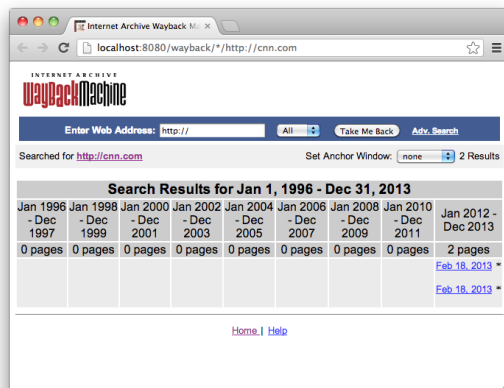 Internet Archive Wayback Ma
localhost:8080/wayback/*/http://cnn.com
INTERNET ARCHIVE
WayBackMachine
Enter Web Address: http:// All Take Me Back Adv. Search
Searched for http://cnn.com Set Anchor Window: none 2 Results
Search Results for Jan 1, 1996 - Dec 31, 2013
Jan 1996 - Dec 1997 Jan 1998 - Dec 1999 Jan 2000 - Dec 2001 Jan 2002 - Dec 2003 Jan 2004 - Dec 2005 Jan 2006 - Dec 2007 Jan 2008 - Dec 2009 Jan 2010 - Dec 2011 Jan 2012 - Dec 2013
0 pages 0 pages 0 pages 0 pages 0 pages 0 pages 0 pages 0 pages 2 pages
Feb 18, 2013 *
Feb 18, 2013 *
Home | Help